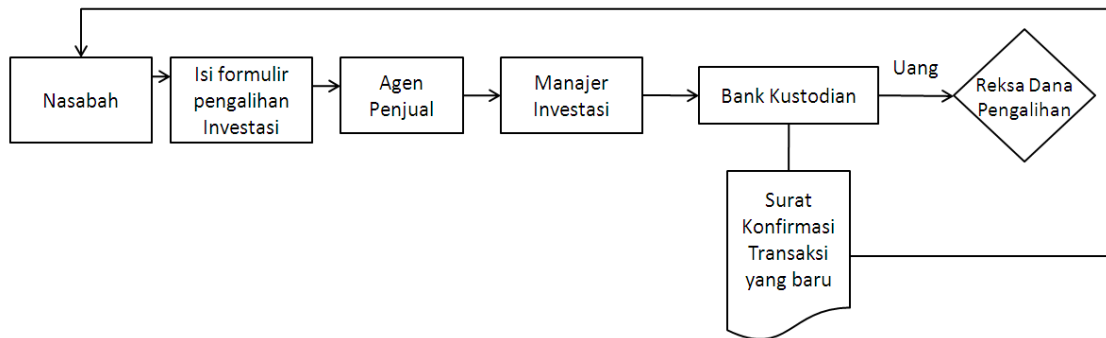 Nasabah
Isi formulir
pengalihan
Investasi
Agen
Penjual
Manajer
Investasi
Bank Kustodian
Uang
Reksa Dana
Pengalihan
Surat
Konfirmasi
Transaksi
yang baru